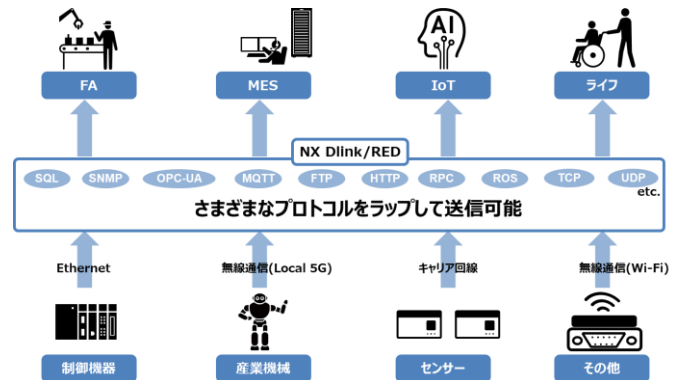 AI
FA
MES
IoT
ライフ
NX Dlink/RED
SQL
SNMP
OPC-UA
MQTT
FTP
HTTP
RPC
ROS
TCP
UDP
etc.
さまざまなプロトコルをラップして送信可能
Ethernet
無線通信(Local 5G)
キャリア回線
無線通信(Wi-Fi)
制御機器
産業機械
センサー
その他